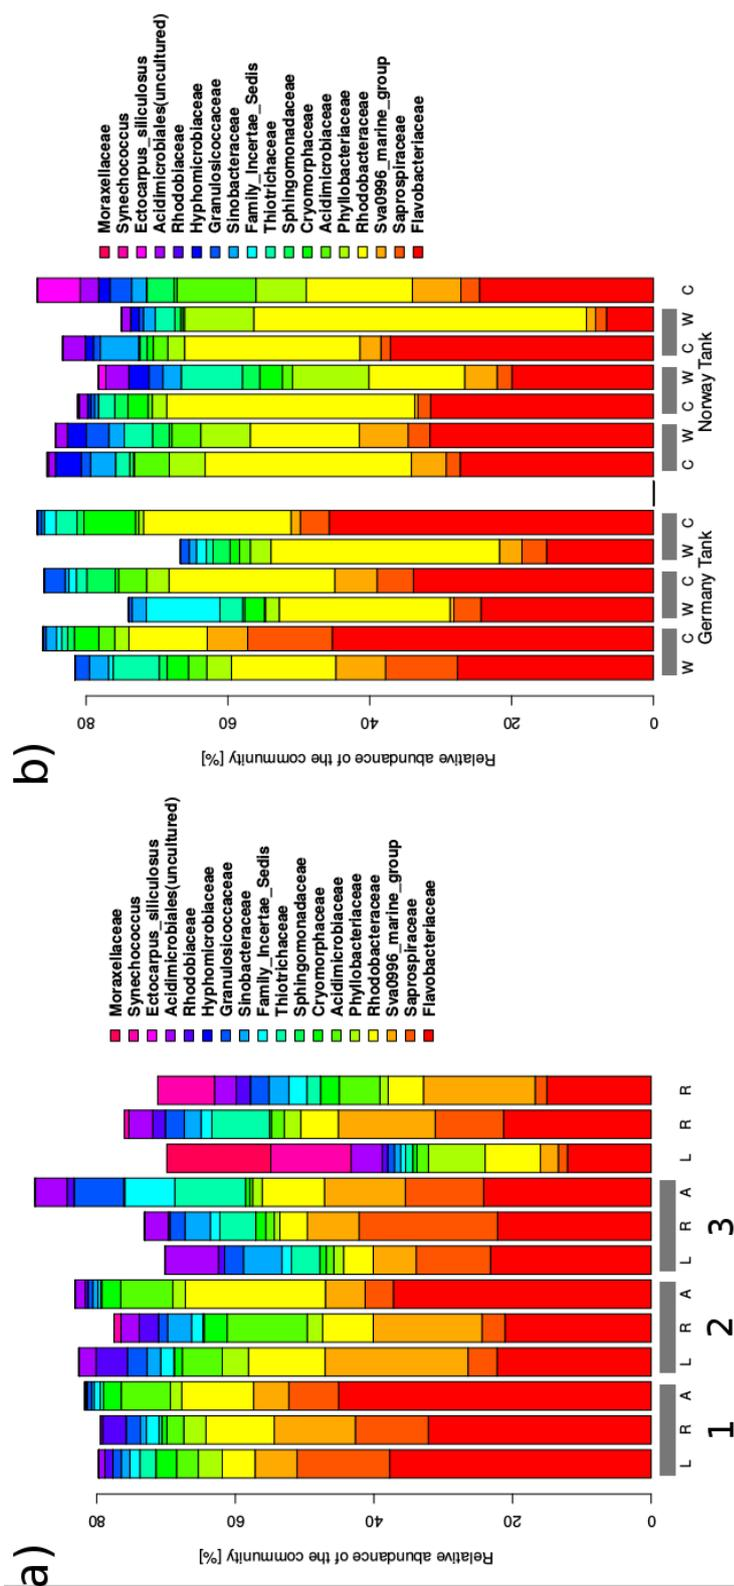 a)
Relative abundance of the community [%]
0
20
40
60
80
L
R
A
L
R
A
L
R
A
L
R
R
1
2
3
Moraxellaceae
Synechococcus
Ectocarpus_siliculosus
Acidimicrobiales(uncultured)
Rhodobiaceae
Hyphomicrobiaceae
Granulosicoccaceae
Sinobacteraceae
Family_Incertae_Sedis
Thiotrichaceae
Sphingomonadaceae
Cryomorphaceae
Acidimicrobiaceae
Phyllobacteriaceae
Rhodobacteraceae
Sva0996_marine_group
Saprospiraceae
Flavobacteriaceae
b)
Relative abundance of the community [%]
0
20
40
60
80
W
C
W
C
W
C
C
W
C
W
C
W
C
Germany Tank
Norway Tank
Moraxellaceae
Synechococcus
Ectocarpus_siliculosus
Acidimicrobiales(uncultured)
Rhodobiaceae
Hyphomicrobiaceae
Granulosicoccaceae
Sinobacteraceae
Family_Incertae_Sedis
Thiotrichaceae
Sphingomonadaceae
Cryomorphaceae
Acidimicrobiaceae
Phyllobacteriaceae
Rhodobacteraceae
Sva0996_marine_group
Saprospiraceae
Flavobacteriaceae